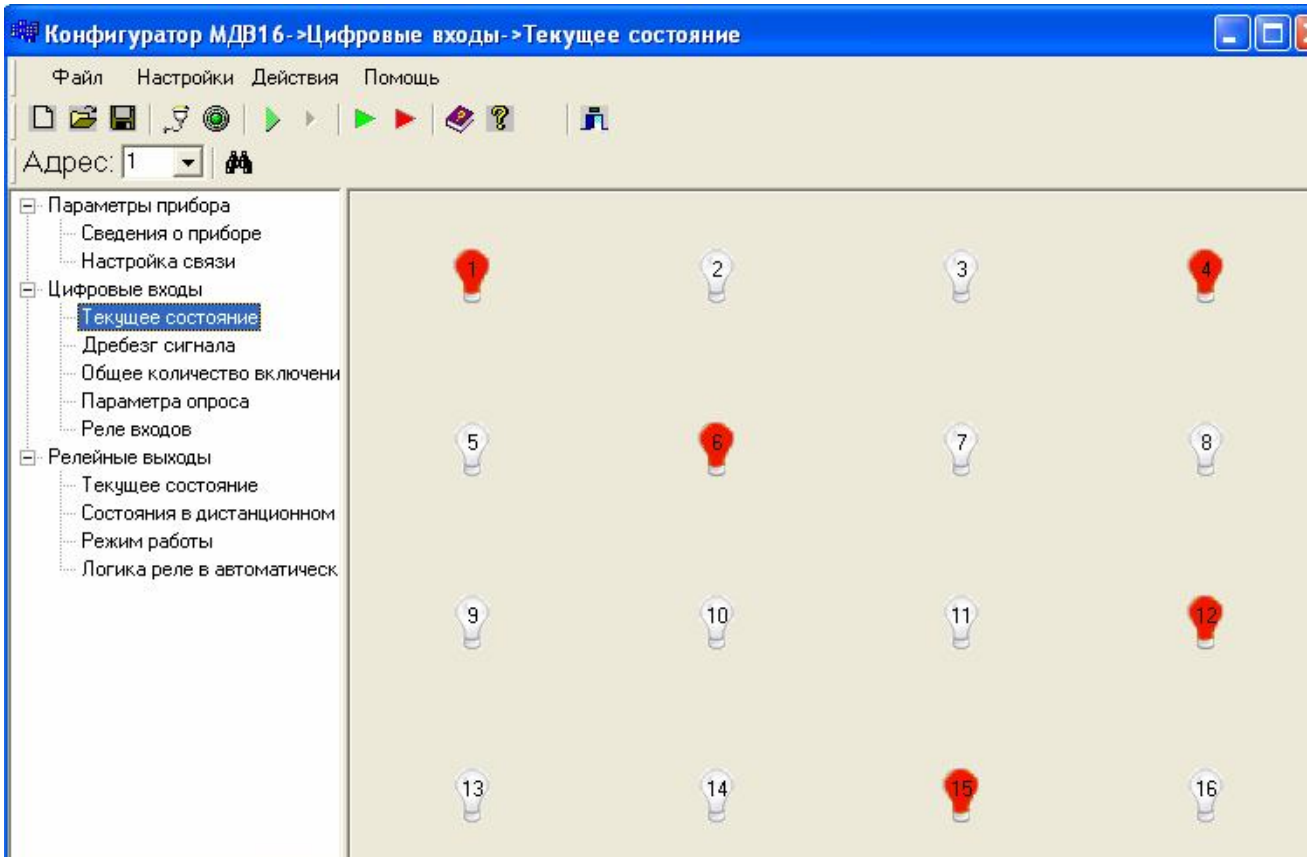 Конфигуратор МДВ16->Цифровые входы->Текущее состояние
Файл Настройки Действия Помощь
Адрес: 1
Параметры прибора
Сведения о приборе
Настройка связи
Цифровые входы
Текущее состояние
Дребезг сигнала
Общее количество включени
Параметра опроса
Реле входов
Релейные выходы
Текущее состояние
Состояния в дистанционном
Режим работы
Логика реле в автоматическ
1 2 3 4
5 6 7 8
9 10 11 12
13 14 15 16